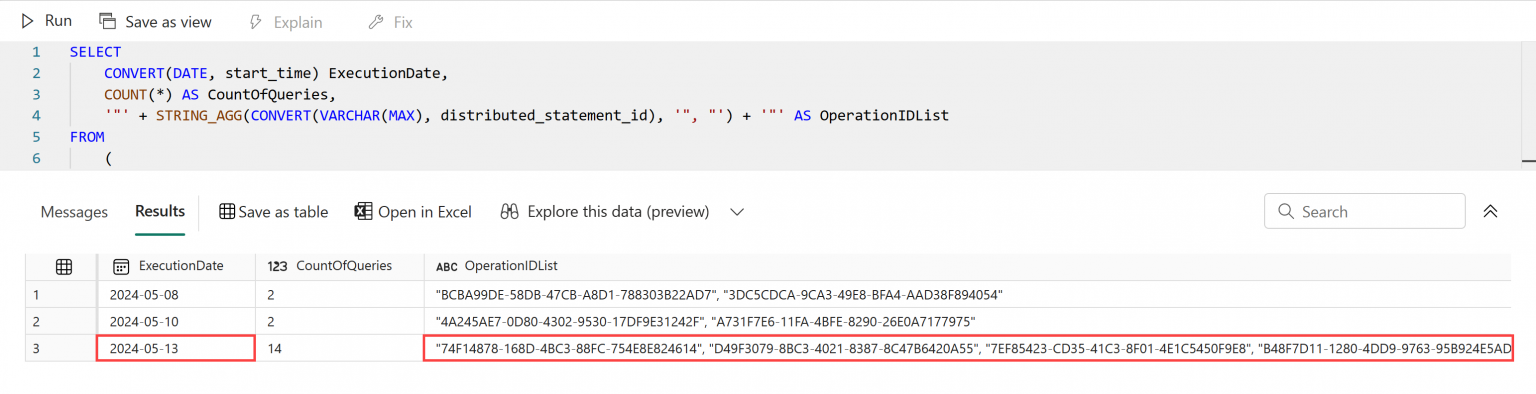 Run Save as view Explain Fix
1 SELECT
2 CONVERT(DATE, start_time) ExecutionDate,
3 COUNT(*) AS CountOfQueries,
4 '"' + STRING_AGG(CONVERT(VARCHAR(MAX), distributed_statement_id), '", "') + '"' AS OperationIDList
5 FROM
6 (
Messages Results Save as table Open in Excel Explore this data (preview) Search
ExecutionDate 123 CountOfQueries ABC OperationIDList
1 2024-05-08 2 "BCBA99DE-58DB-47CB-A8D1-788303B22AD7", "3DC5CDCA-9CA3-49E8-BFA4-AAD38F894054"
2 2024-05-10 2 "4A245AE7-0D80-4302-9530-17DF9E31242F", "A731F7E6-11FA-4BFE-8290-26E0A7177975"
3 2024-05-13 14 "74F14878-168D-4BC3-88FC-754E8E824614", "D49F3079-8BC3-4021-8387-8C47B6420A55", "7EF85423-CD35-41C3-8F01-4E1C5450F9E8", "B48F7D11-1280-4DD9-9763-95B924E5AD